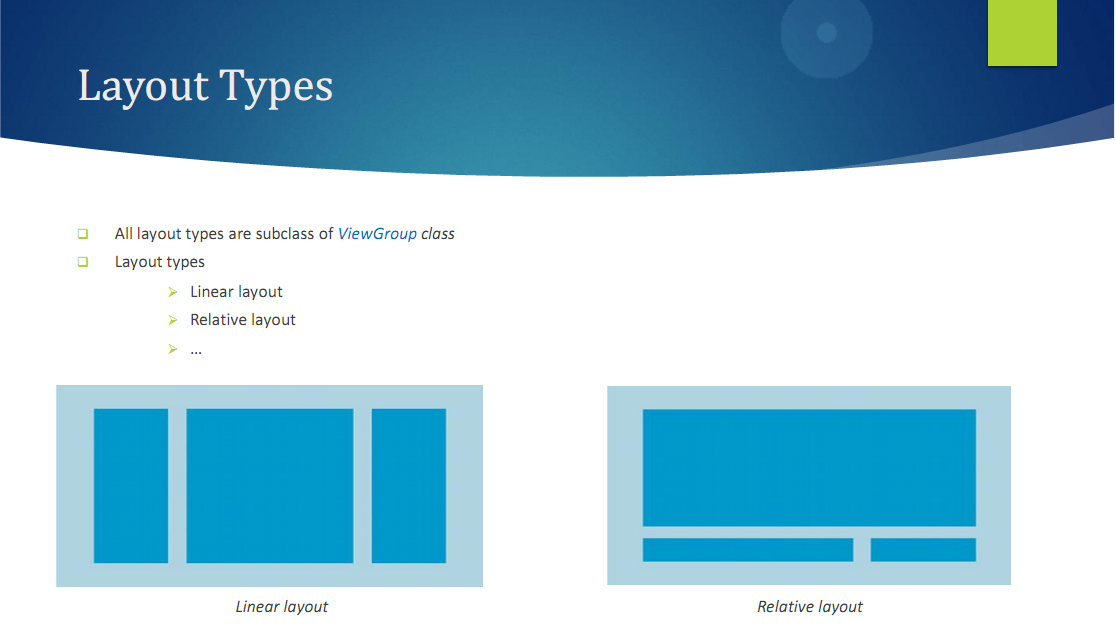 Layout Types
All layout types are subclass of ViewGroup class
Layout types
Linear layout
Relative layout
...
Linear layout
Relative layout